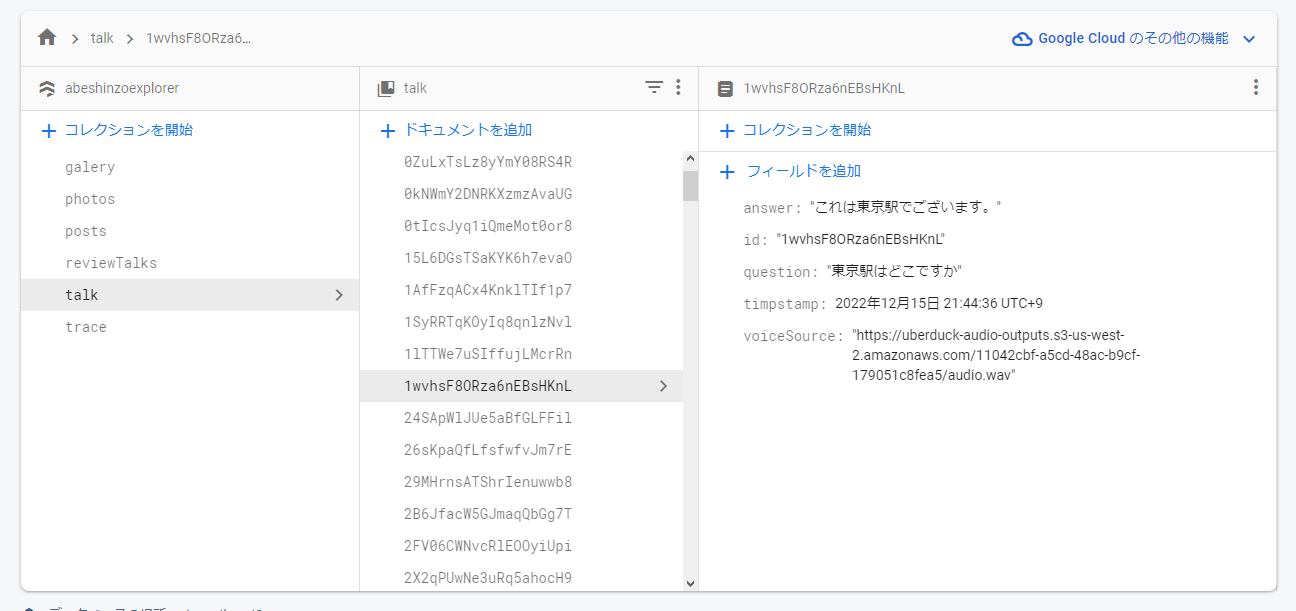 talk
1wvhsF8ORza6...
Google Cloud のその他の機能
abeshinzoexplorer
コレクションを開始
galery
photos
posts
reviewTalks
talk
trace
talk
ドキュメントを追加
0ZuLxTsLz8yYmY08RS4R
0kNWmY2DNRKXzmzAvaUG
0tIcsJyq1iQmeMot0or8
15L6DGsTSaKYK6h7evaO
1AfFzqACx4KnklTIf1p7
1SyRRTqKOyIq8qnlzNvl
1lTTWe7uSIffujLMcrRn
1wvhsF8ORza6nEBsHKnL
24SApWlJUe5aBfGLFFil
26sKpaQfLfsfwfvJm7rE
29MHrnsATShrIenuwwb8
2B6JfacW5GJmaqQbGg7T
2FV06CWNvcRlEOOyiUpi
2X2qPUwNe3uRq5ahocH9
1wvhsF8ORza6nEBsHKnL
コレクションを開始
フィールドを追加
answer: "これは東京駅でございます。"
id: "1wvhsF8ORza6nEBsHKnL"
question: "東京駅はどこですか"
timpstamp: 2022年12月15日 21:44:36 UTC+9
voiceSource: "https://uberduck-audio-outputs.s3-us-west-
2.amazonaws.com/11042cbf-a5cd-48ac-b9cf-
179051c8fea5/audio.wav"